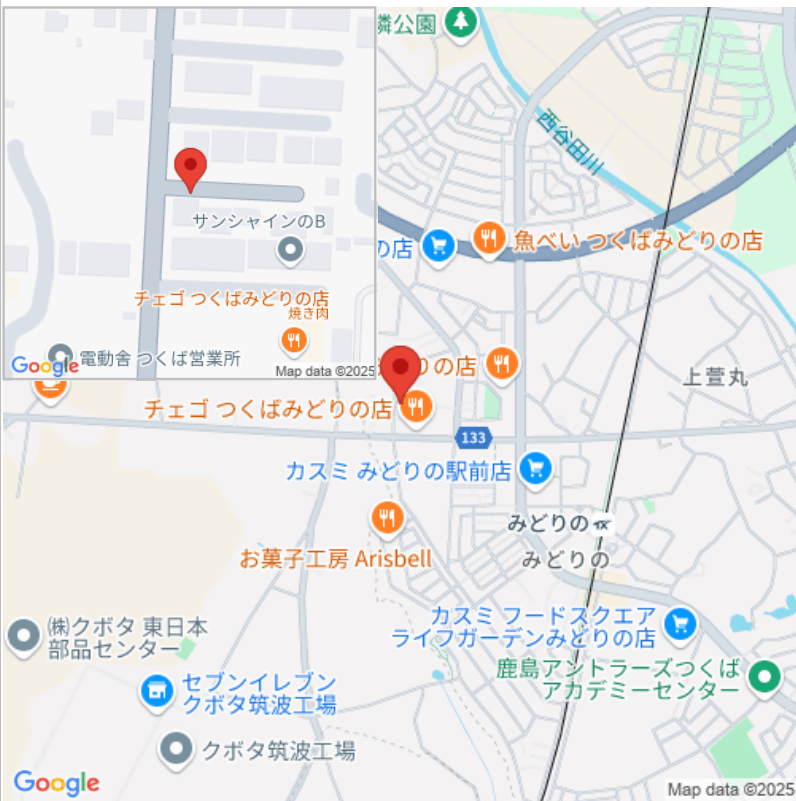 サンシャインのB
チェゴ つくばみどりの店
焼き肉
電動舎 つくば営業所
Google
Map data ©2025
隣公園
西谷田川
の店
魚べい つくばみどりの店
みどりの店
上萱丸
チェゴ つくばみどりの店
133
カスミ みどりの駅前店
みどりの
みどりの
お菓子工房 Arisbell
カスミ フードスクエア
ライフガーデンみどりの店
㈱クボタ 東日本
部品センター
鹿島アントラーズつくば
アカデミーセンター
セブンイレブン
クボタ筑波工場
クボタ筑波工場
Google
Map data ©2025